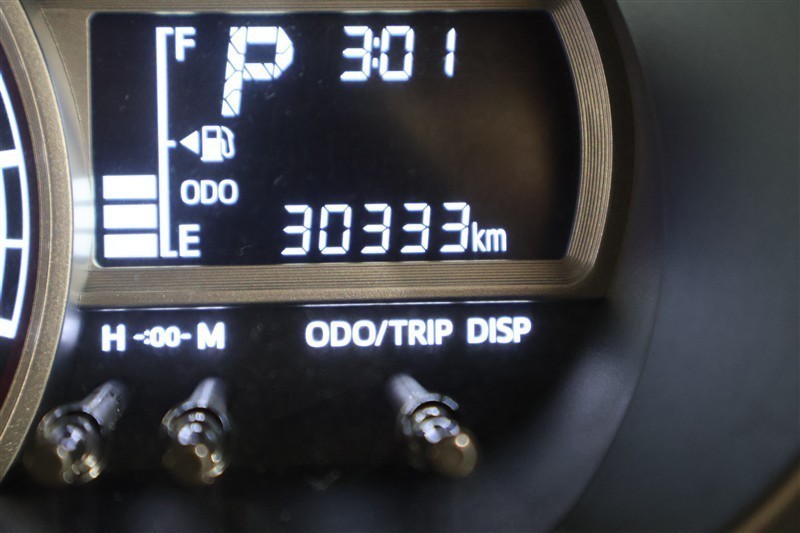 F P 3:01
ODO
E 30333km
H -:00- M ODO/TRIP DISP